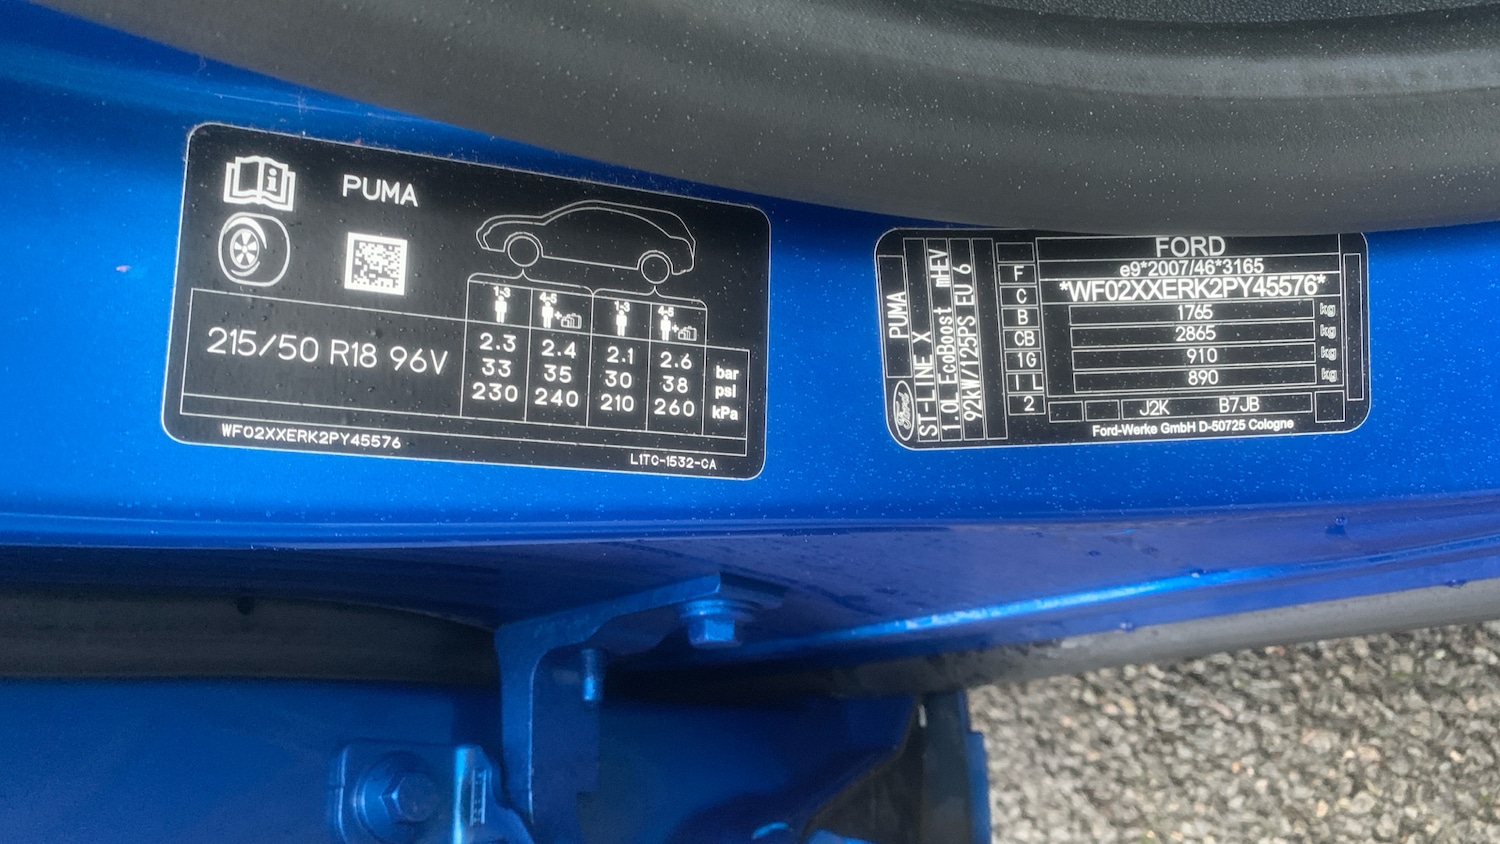 PUMA
1-3 4-5 1-3 4-5
215/50 R18 96V
2.3 2.4 2.1 2.6 bar
33 35 30 38 psi
230 240 210 260 kPa
WF02XXERK2PY45576
L1TC-1532-CA
PUMA
Ford
ST-LINE X
1.0L EcoBoost mHEV
92kW/125PS EU 6
FORD
F e9*2007/46*3165
C *WF02XXERK2PY45576*
B 1765 kg
CB 2865 kg
1G 910 kg
1L 890 kg
2 J2K B7JB
Ford-Werke GmbH D-50725 Cologne